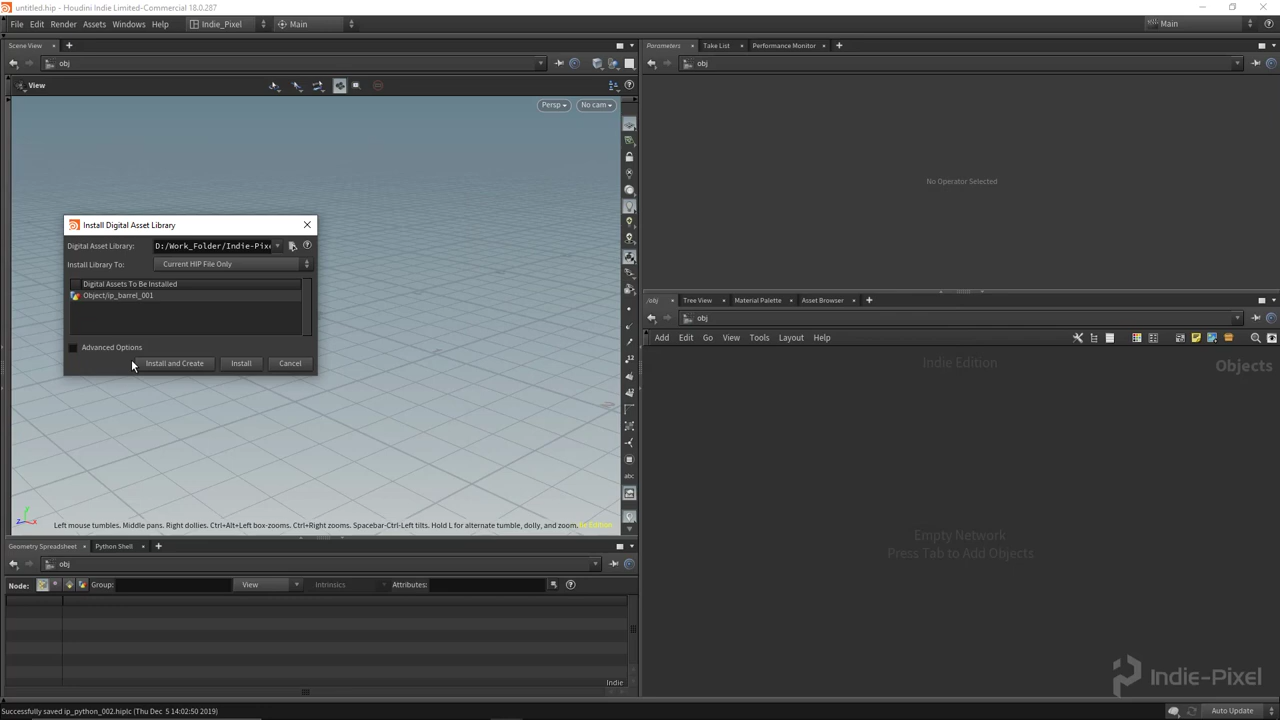 untitled.hip - Houdini Indie Limited-Commercial 18.0.287
File Edit Render Assets Windows Help Indie_Pixel Main Main
Scene View
obj
View
Persp No cam
Install Digital Asset Library
Digital Asset Library: D:/Work_Folder/Indie-Pixe
Install Library To: Current HIP File Only
Digital Assets To Be Installed
Object/ip_barrel_001
Advanced Options
Install and Create Install Cancel
abc
Left mouse tumbles. Middle pans. Right dollies. Ctrl+Alt+Left box-zooms. Ctrl+Right zooms. Spacebar-Ctrl-Left tilts. Hold L for alternate tumble, dolly, and zoom.
Geometry Spreadsheet Python Shell
obj
Node: Group: View Intrinsics Attributes:
Indie
Parameters Take List Performance Monitor
obj
No Operator Selected
/obj Tree View Material Palette Asset Browser
obj
Add Edit Go View Tools Layout Help
Indie Edition Objects
Empty Network
Press Tab to Add Objects
Indie-Pixel
Successfully saved ip_python_002.hiplc (Thu Dec 5 14:02:50 2019)
Auto Update